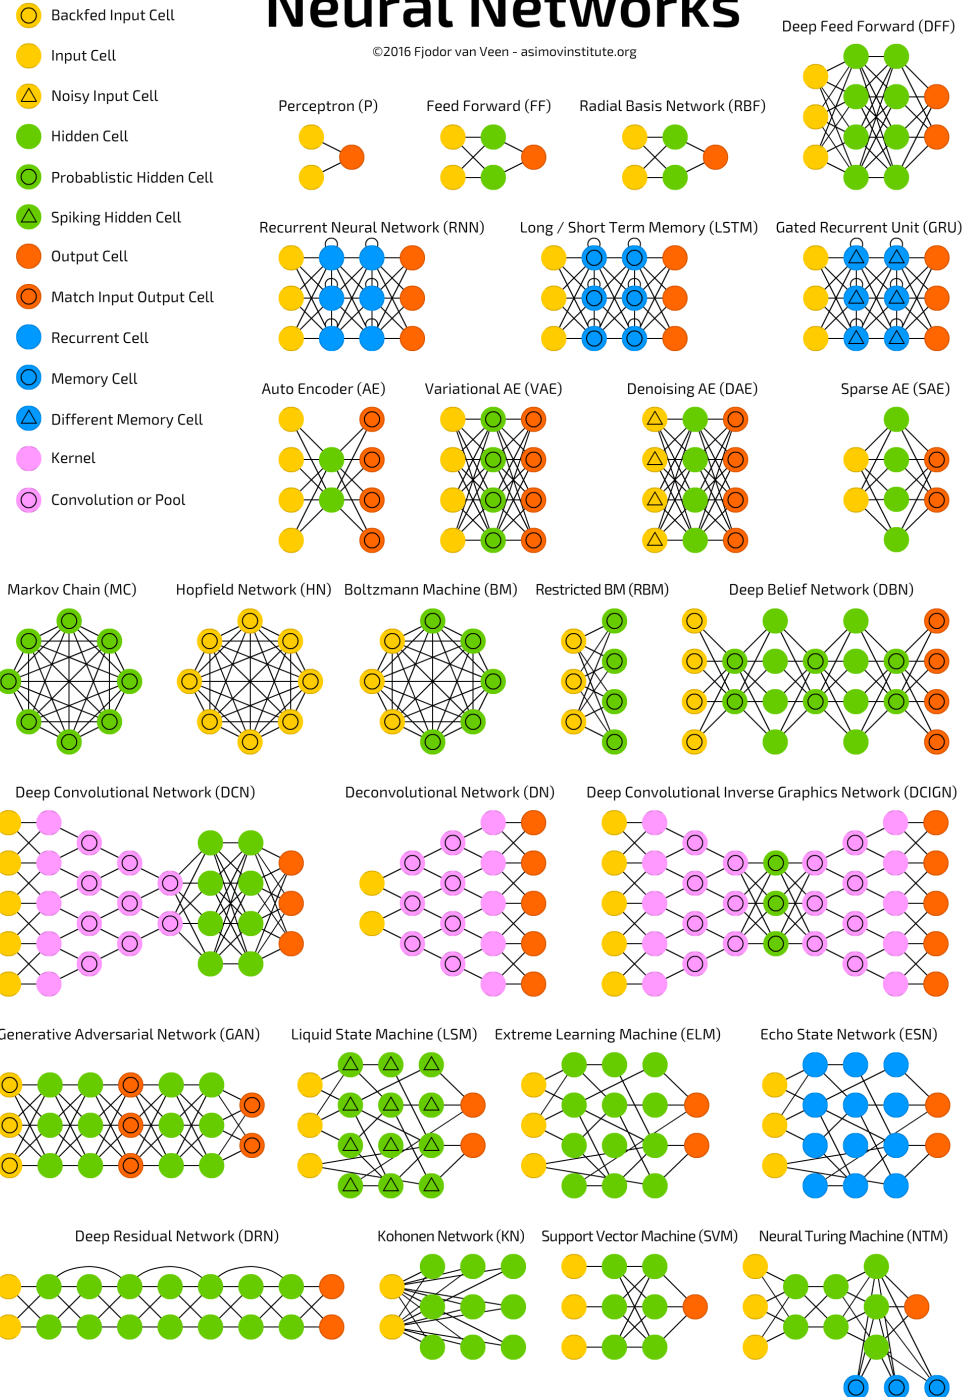 Neural Networks
©2016 Fjodor van Veen - asimovinstitute.org
Backfed Input Cell
Input Cell
Noisy Input Cell
Hidden Cell
Probablistic Hidden Cell
Spiking Hidden Cell
Output Cell
Match Input Output Cell
Recurrent Cell
Memory Cell
Different Memory Cell
Kernel
Convolution or Pool
Deep Feed Forward (DFF)
Perceptron (P)
Feed Forward (FF)
Radial Basis Network (RBF)
Recurrent Neural Network (RNN)
Long / Short Term Memory (LSTM)
Gated Recurrent Unit (GRU)
Auto Encoder (AE)
Variational AE (VAE)
Denoising AE (DAE)
Sparse AE (SAE)
Markov Chain (MC)
Hopfield Network (HN)
Boltzmann Machine (BM)
Restricted BM (RBM)
Deep Belief Network (DBN)
Deep Convolutional Network (DCN)
Deconvolutional Network (DN)
Deep Convolutional Inverse Graphics Network (DCIGN)
Generative Adversarial Network (GAN)
Liquid State Machine (LSM)
Extreme Learning Machine (ELM)
Echo State Network (ESN)
Deep Residual Network (DRN)
Kohonen Network (KN)
Support Vector Machine (SVM)
Neural Turing Machine (NTM)